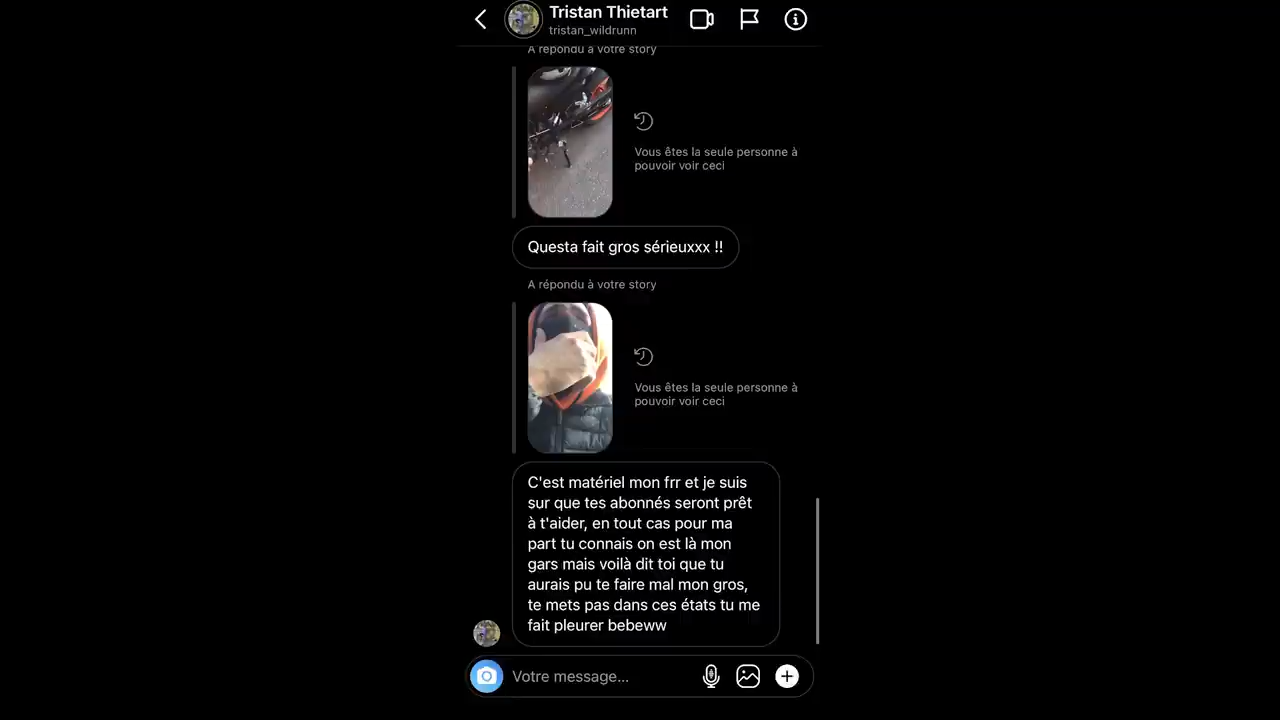 Tristan Thietart
tristan_wildrunn
A répondu à votre story
Vous êtes la seule personne à
pouvoir voir ceci
Questa fait gros sérieuxxx !!
A répondu à votre story
Vous êtes la seule personne à
pouvoir voir ceci
C'est matériel mon frr et je suis
sur que tes abonnés seront prêt
à t'aider, en tout cas pour ma
part tu connais on est là mon
gars mais voilà dit toi que tu
aurais pu te faire mal mon gros,
te mets pas dans ces états tu me
fait pleurer bebeww
Votre message...